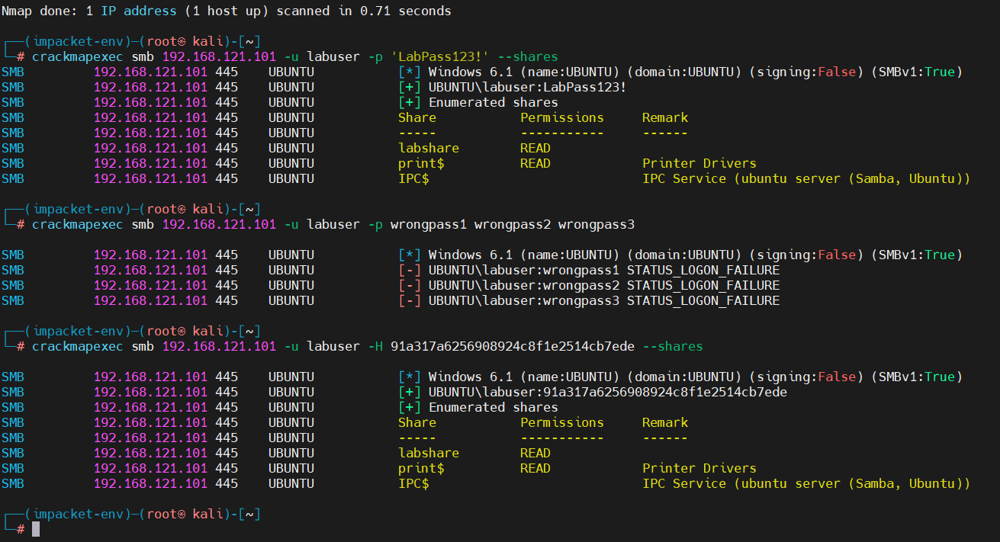 Nmap done: 1 IP address (1 host up) scanned in 0.71 seconds
┌──(impacket-env)─(root㉿ kali)-[~]
└─# crackmapexec smb 192.168.121.101 -u labuser -p 'LabPass123!' --shares
SMB         192.168.121.101 445    UBUNTU           [*] Windows 6.1 (name:UBUNTU) (domain:UBUNTU) (signing:False) (SMBv1:True)
SMB         192.168.121.101 445    UBUNTU           [+] UBUNTU\labuser:LabPass123!
SMB         192.168.121.101 445    UBUNTU           [+] Enumerated shares
SMB         192.168.121.101 445    UBUNTU           Share           Permissions     Remark
SMB         192.168.121.101 445    UBUNTU           -----           -----------     ------
SMB         192.168.121.101 445    UBUNTU           labshare        READ
SMB         192.168.121.101 445    UBUNTU           print$          READ            Printer Drivers
SMB         192.168.121.101 445    UBUNTU           IPC$                            IPC Service (ubuntu server (Samba, Ubuntu))
┌──(impacket-env)─(root㉿ kali)-[~]
└─# crackmapexec smb 192.168.121.101 -u labuser -p wrongpass1 wrongpass2 wrongpass3
SMB         192.168.121.101 445    UBUNTU           [*] Windows 6.1 (name:UBUNTU) (domain:UBUNTU) (signing:False) (SMBv1:True)
SMB         192.168.121.101 445    UBUNTU           [-] UBUNTU\labuser:wrongpass1 STATUS_LOGON_FAILURE
SMB         192.168.121.101 445    UBUNTU           [-] UBUNTU\labuser:wrongpass2 STATUS_LOGON_FAILURE
SMB         192.168.121.101 445    UBUNTU           [-] UBUNTU\labuser:wrongpass3 STATUS_LOGON_FAILURE
┌──(impacket-env)─(root㉿ kali)-[~]
└─# crackmapexec smb 192.168.121.101 -u labuser -H 91a317a6256908924c8f1e2514cb7ede --shares
SMB         192.168.121.101 445    UBUNTU           [*] Windows 6.1 (name:UBUNTU) (domain:UBUNTU) (signing:False) (SMBv1:True)
SMB         192.168.121.101 445    UBUNTU           [+] UBUNTU\labuser:91a317a6256908924c8f1e2514cb7ede
SMB         192.168.121.101 445    UBUNTU           [+] Enumerated shares
SMB         192.168.121.101 445    UBUNTU           Share           Permissions     Remark
SMB         192.168.121.101 445    UBUNTU           -----           -----------     ------
SMB         192.168.121.101 445    UBUNTU           labshare        READ
SMB         192.168.121.101 445    UBUNTU           print$          READ            Printer Drivers
SMB         192.168.121.101 445    UBUNTU           IPC$                            IPC Service (ubuntu server (Samba, Ubuntu))
┌──(impacket-env)─(root㉿ kali)-[~]
└─#